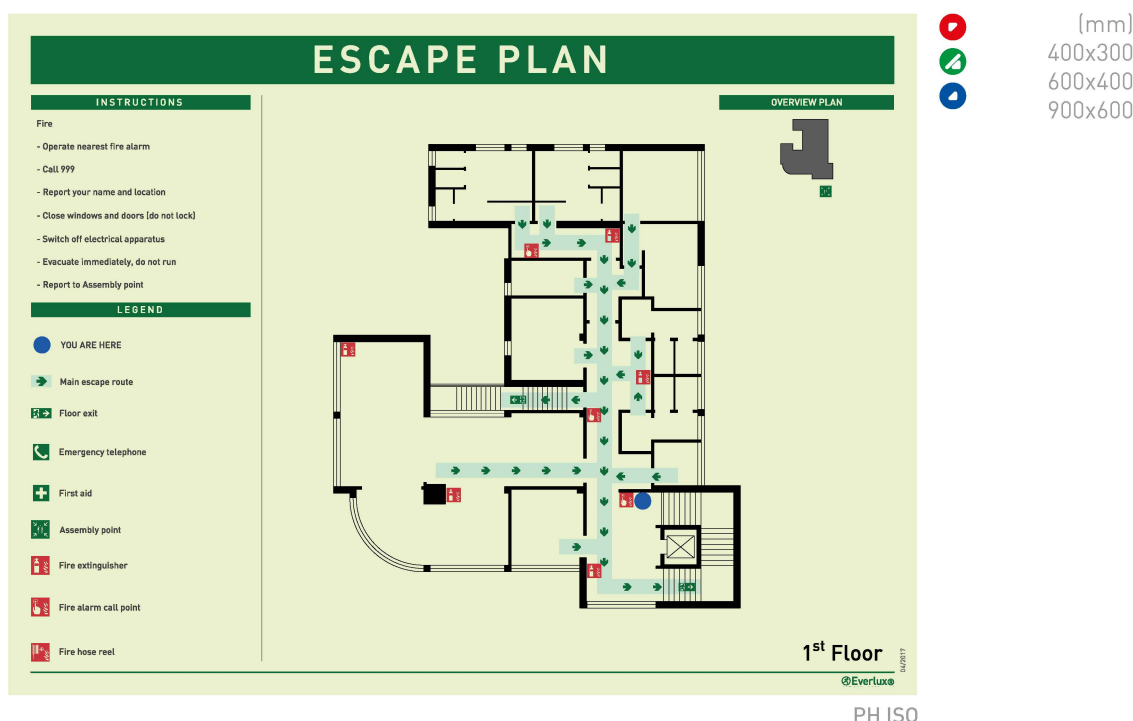 ESCAPE PLAN
INSTRUCTIONS
Fire
- Operate nearest fire alarm
- Call 999
- Report your name and location
- Close windows and doors (do not lock)
- Switch off electrical apparatus
- Evacuate immediately, do not run
- Report to Assembly point
LEGEND
YOU ARE HERE
Main escape route
Floor exit
Emergency telephone
First aid
Assembly point
Fire extinguisher
Fire alarm call point
Fire hose reel
OVERVIEW PLAN
1st Floor
04/2017
Everlux®
(mm)
400x300
600x400
900x600
PH ISO